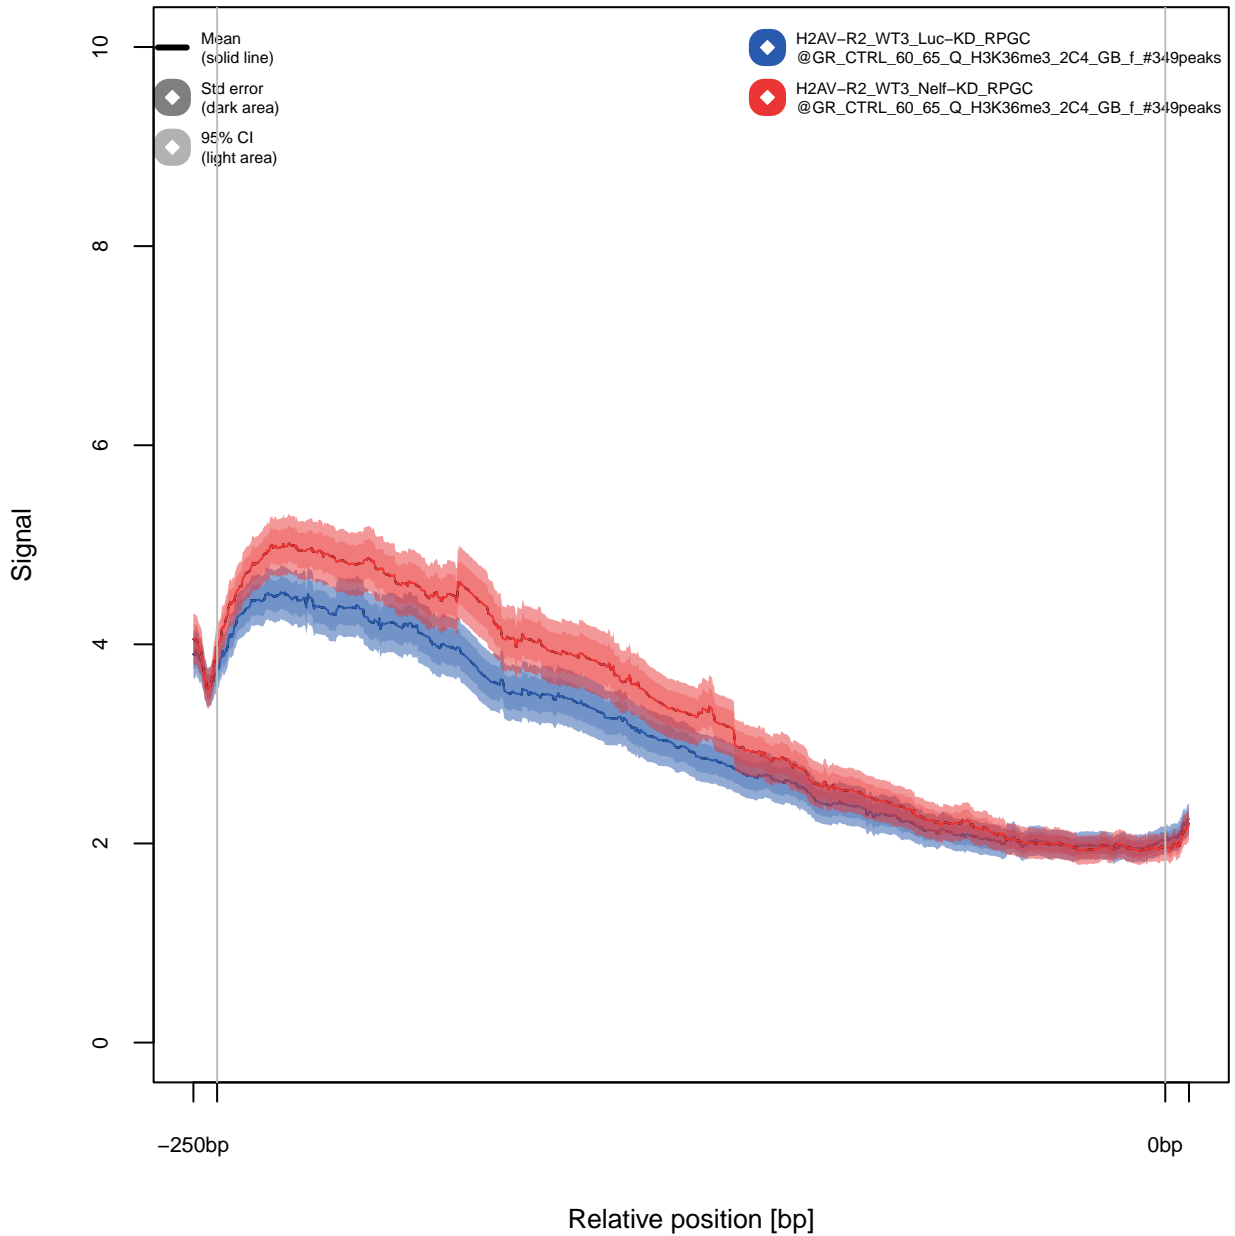 Mean
(solid line)
Std error
(dark area)
95% CI
(light area)
H2AV−R2_WT3_Luc−KD_RPGC
@GR_CTRL_60_65_Q_H3K36me3_2C4_GB_f_#349peaks
H2AV−R2_WT3_Nelf−KD_RPGC
@GR_CTRL_60_65_Q_H3K36me3_2C4_GB_f_#349peaks
10
8
6
4
2
0
Signal
−250bp
0bp
Relative position [bp]